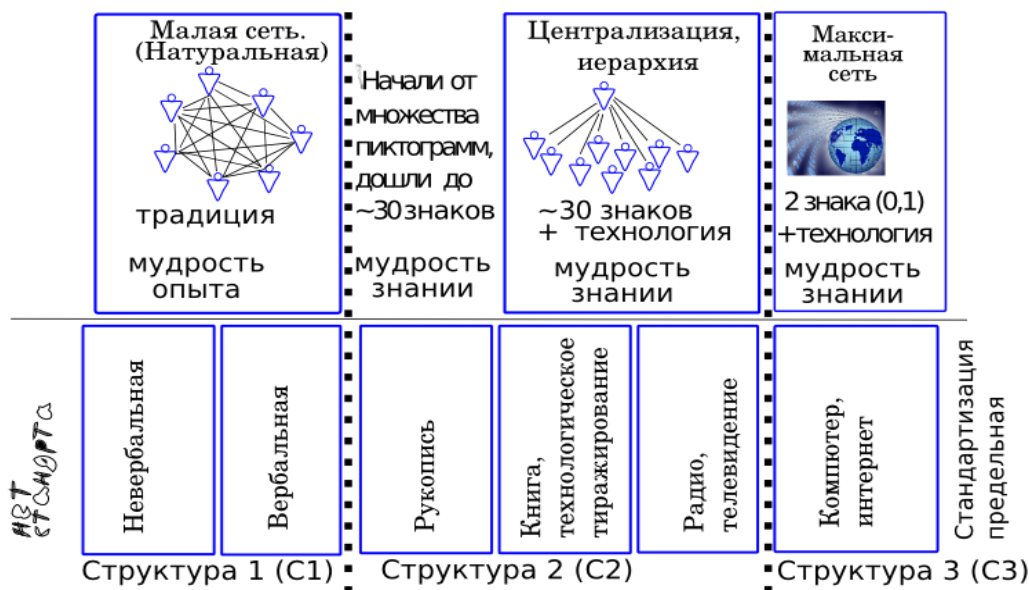 Малая сеть.
(Натуральная)
традиция
мудрость
опыта
Начали от
множества
пиктограмм,
дошли до
~30 знаков
мудрость
знании
Централизация,
иерархия
~30 знаков
+ технология
мудрость
знании
Макси-
мальная
сеть
2 знака (0,1)
+технология
мудрость
знании
нет
стандарта
Невербальная
Вербальная
Рукопись
Книга,
технологическое
тиражирование
Радио,
телевидение
Компютер,
интернет
Стандартизация
предельная
Структура 1 (С1)
Структура 2 (С2)
Структура 3 (С3)